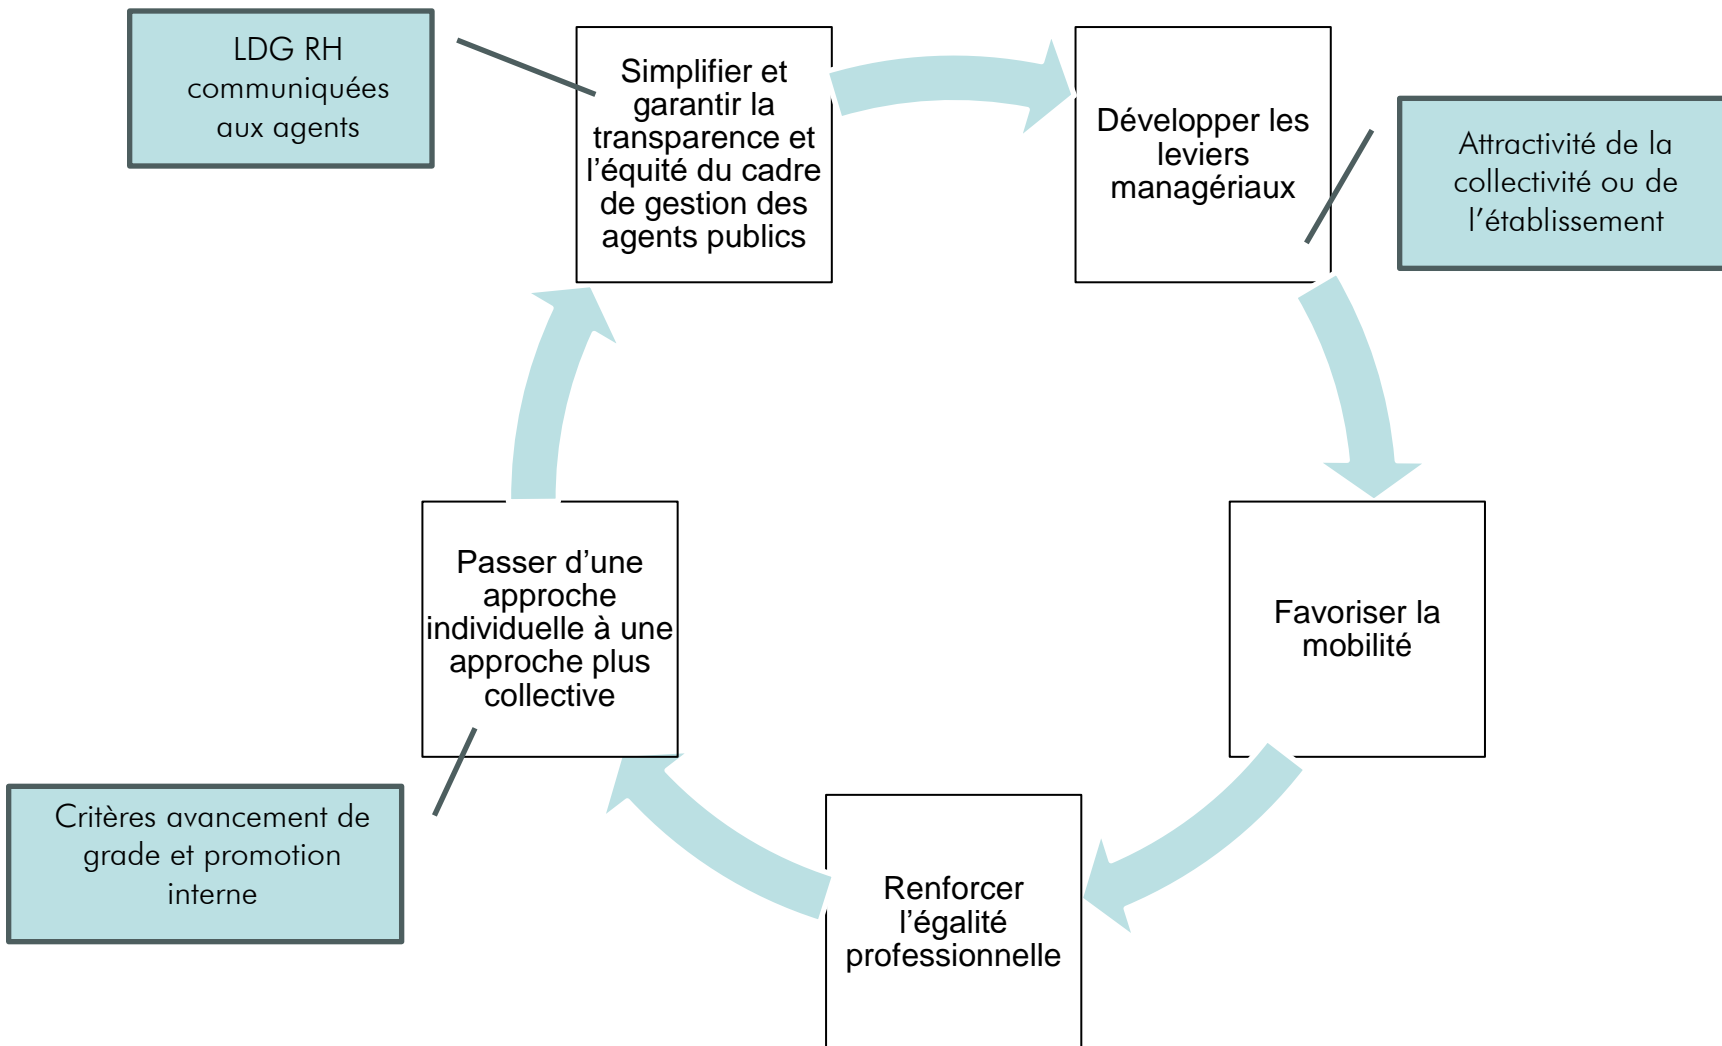 LDG RH
communiquées
aux agents
Simplifier et
garantir la
transparence et
l’équité du cadre
de gestion des
agents publics
Développer les
leviers
managériaux
Attractivité de la
collectivité ou de
l’établissement
Favoriser la
mobilité
Renforcer
l’égalité
professionnelle
Passer d’une
approche
individuelle à une
approche plus
collective
Critères avancement de
grade et promotion
interne